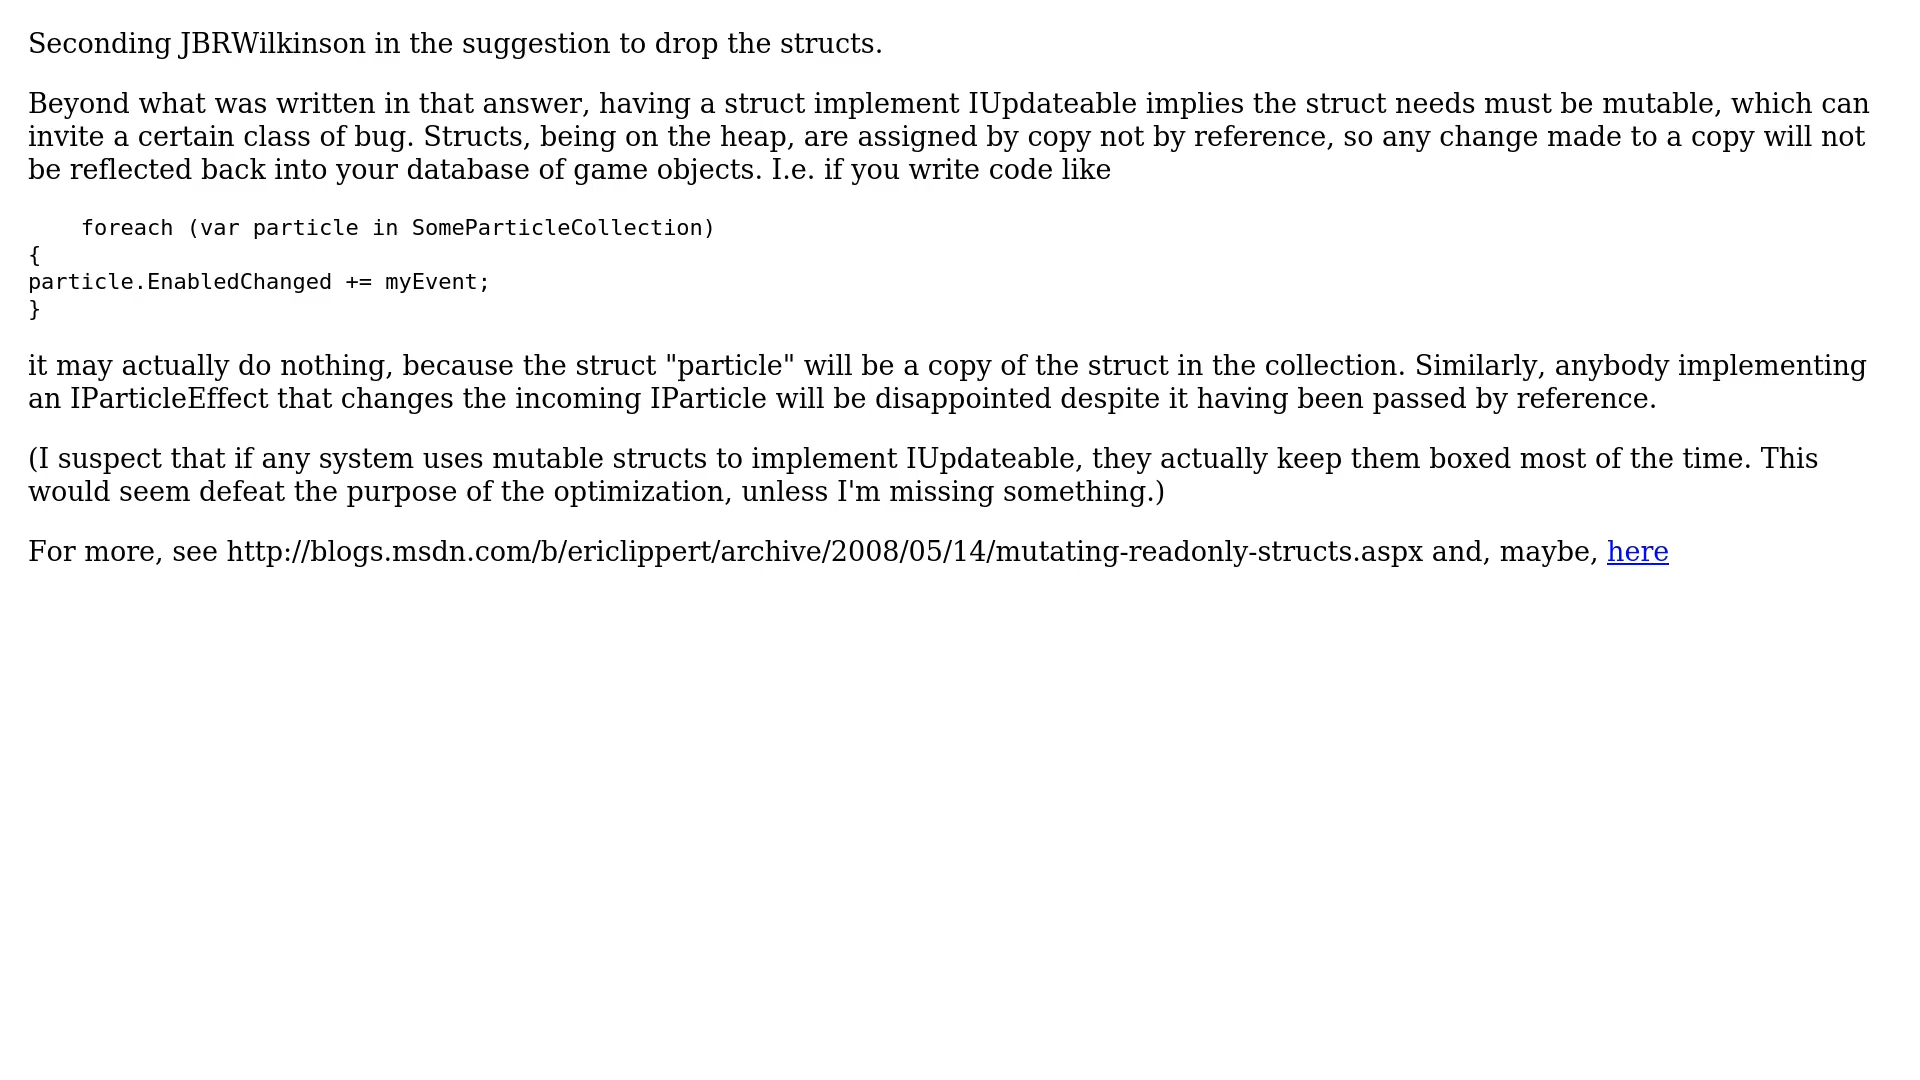 Seconding JBRWilkinson in the suggestion to drop the structs.
Beyond what was written in that answer, having a struct implement IUpdateable implies the struct needs must be mutable, which can
invite a certain class of bug. Structs, being on the heap, are assigned by copy not by reference, so any change made to a copy will not
be reflected back into your database of game objects. I.e. if you write code like
    foreach (var particle in SomeParticleCollection)
{
particle.EnabledChanged += myEvent;
}
it may actually do nothing, because the struct "particle" will be a copy of the struct in the collection. Similarly, anybody implementing
an IParticleEffect that changes the incoming IParticle will be disappointed despite it having been passed by reference.
(I suspect that if any system uses mutable structs to implement IUpdateable, they actually keep them boxed most of the time. This
would seem defeat the purpose of the optimization, unless I'm missing something.)
For more, see http://blogs.msdn.com/b/ericlippert/archive/2008/05/14/mutating-readonly-structs.aspx and, maybe, here